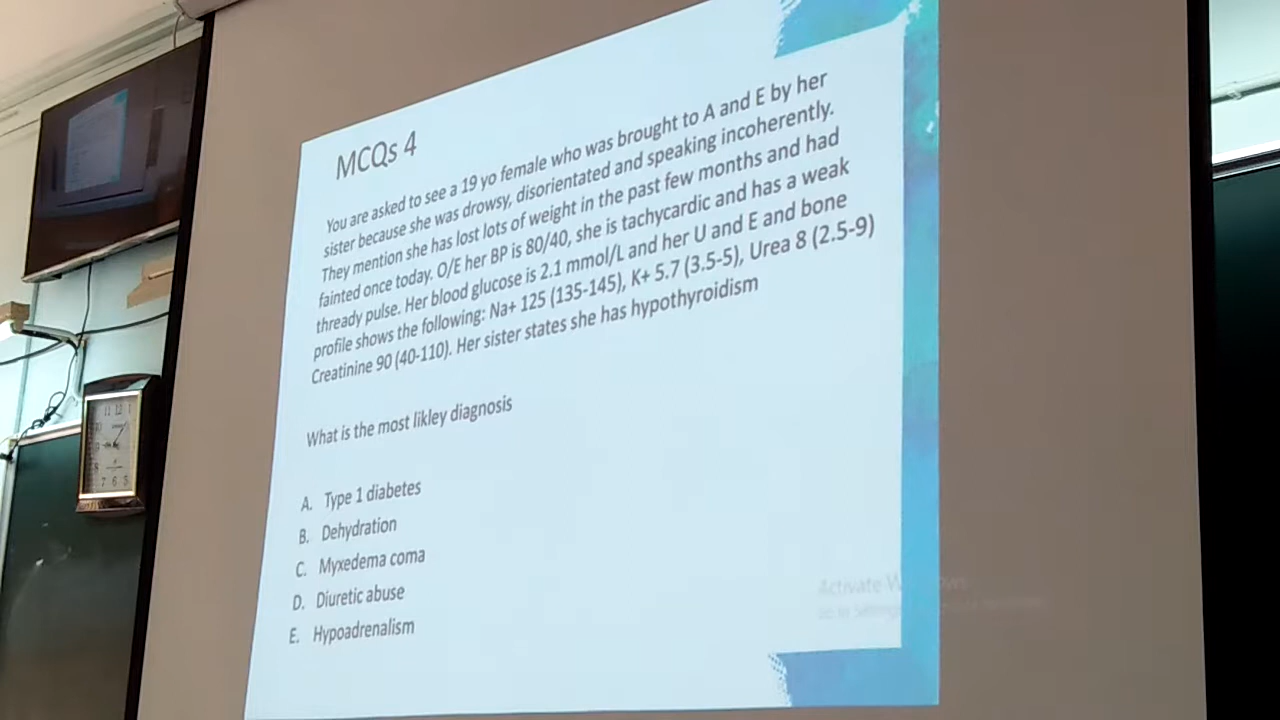 MCQs 4
You are asked to see a 19 yo female who was brought to A and E by her
sister because she was drowsy, disorientated and speaking incoherently.
They mention she has lost lots of weight in the past few months and had
fainted once today. O/E her BP is 80/40, she is tachycardic and has a weak
thready pulse. Her blood glucose is 2.1 mmol/L and her U and E and bone
profile shows the following: Na+ 125 (135-145), K+ 5.7 (3.5-5), Urea 8 (2.5-9)
Creatinine 90 (40-110). Her sister states she has hypothyroidism
What is the most likley diagnosis
A. Type 1 diabetes
B. Dehydration
C. Myxedema coma
D. Diuretic abuse
E. Hypoadrenalism
Activate W